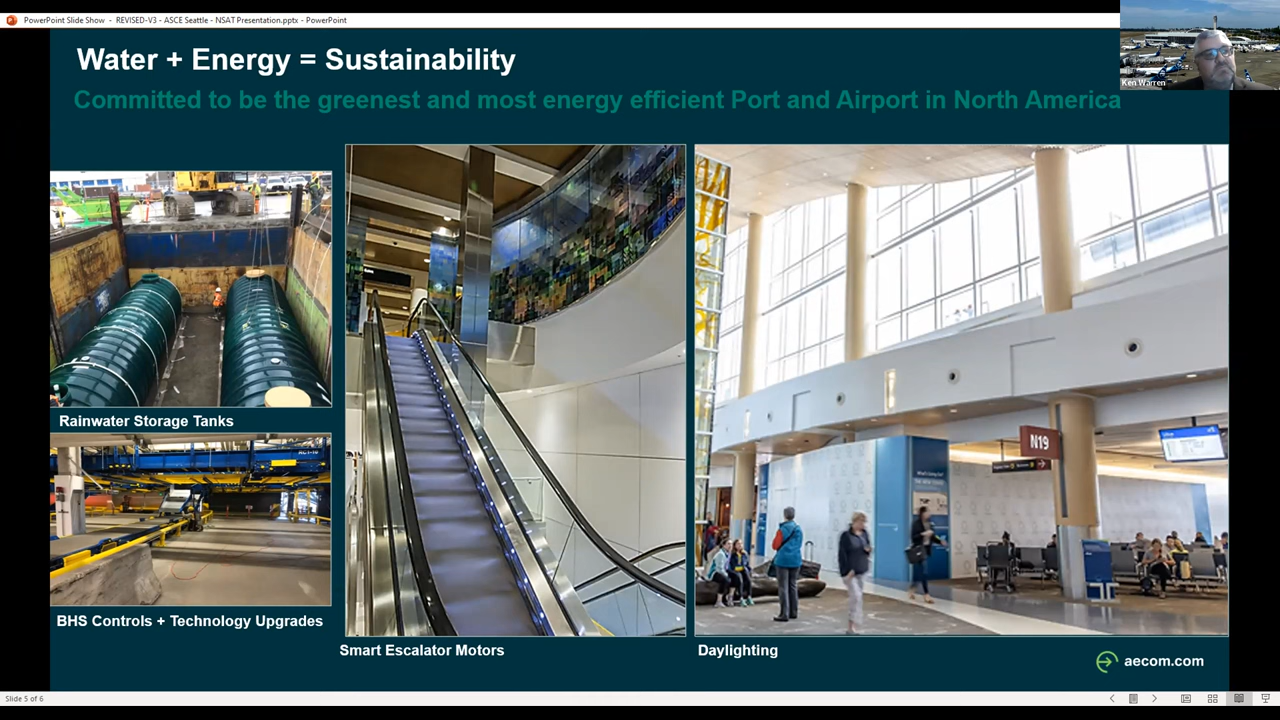 PowerPoint Slide Show - REVISED-V3 - ASCE Seattle - NSAT Presentation.pptx - PowerPoint
Ken Warren
Water + Energy = Sustainability
Committed to be the greenest and most energy efficient Port and Airport in North America
N19
Rainwater Storage Tanks
BHS Controls + Technology Upgrades
Smart Escalator Motors
Daylighting
aecom.com
Slide 5 of 6